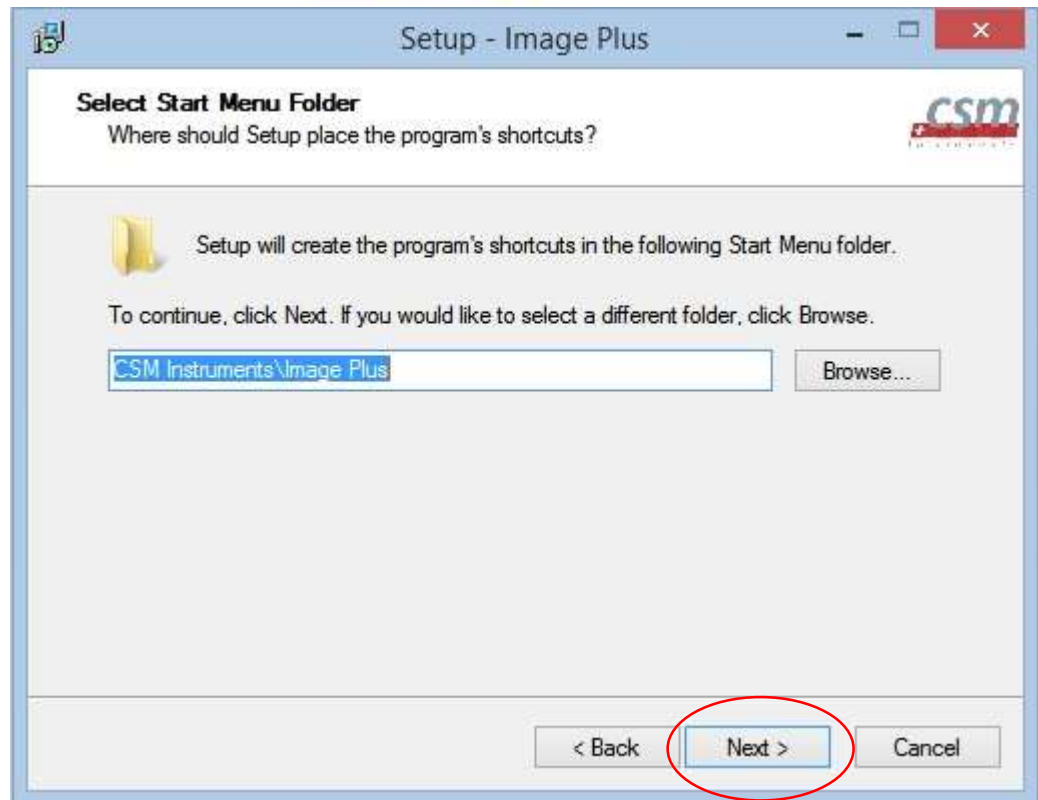 Setup - Image Plus
Select Start Menu Folder
Where should Setup place the program's shortcuts?
csm
Setup will create the program's shortcuts in the following Start Menu folder.
To continue, click Next. If you would like to select a different folder, click Browse.
CSM Instruments\Image Plus
Browse...
< Back
Next >
Cancel